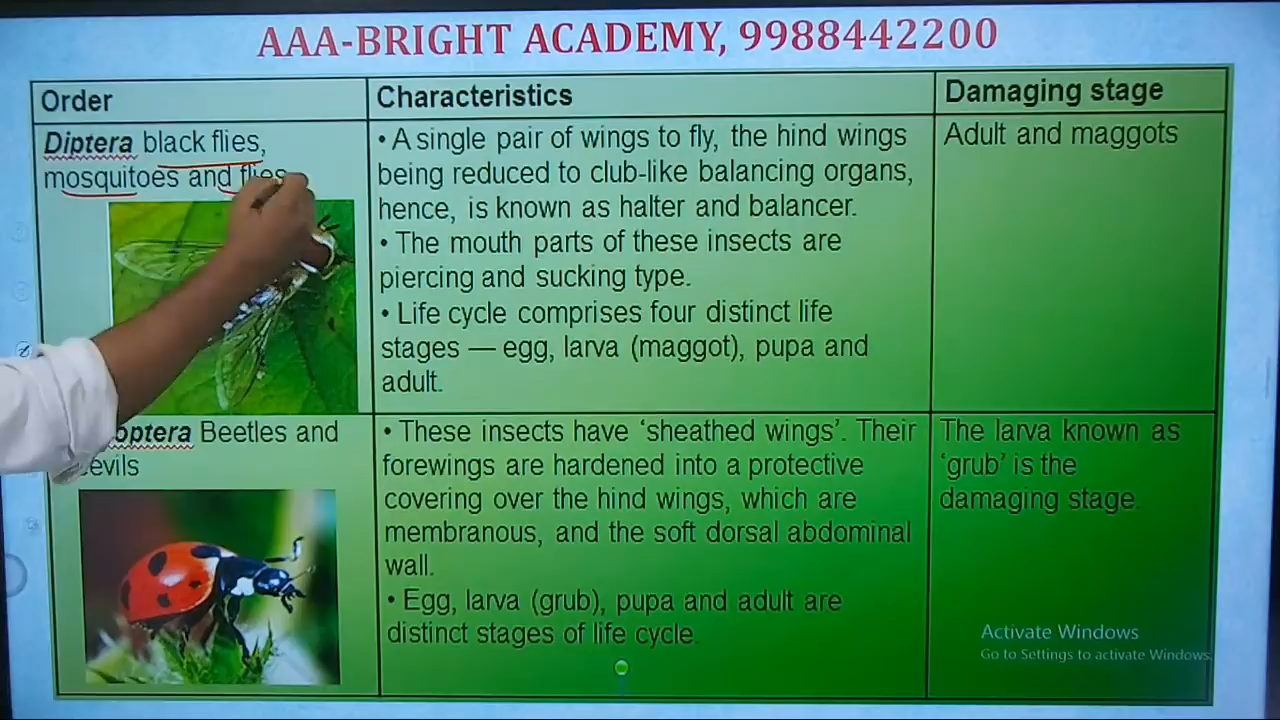 AAA-BRIGHT ACADEMY, 9988442200
Order
Characteristics
Damaging stage
Diptera black flies,
mosquitoes and flies
• A single pair of wings to fly, the hind wings
being reduced to club-like balancing organs,
hence, is known as halter and balancer.
• The mouth parts of these insects are
piercing and sucking type.
• Life cycle comprises four distinct life
stages — egg, larva (maggot), pupa and
adult.
Adult and maggots
optera Beetles and
evils
• These insects have ‘sheathed wings’. Their
forewings are hardened into a protective
covering over the hind wings, which are
membranous, and the soft dorsal abdominal
wall.
• Egg, larva (grub), pupa and adult are
distinct stages of life cycle.
The larva known as
‘grub’ is the
damaging stage.
Activate Windows
Go to Settings to activate Windows.